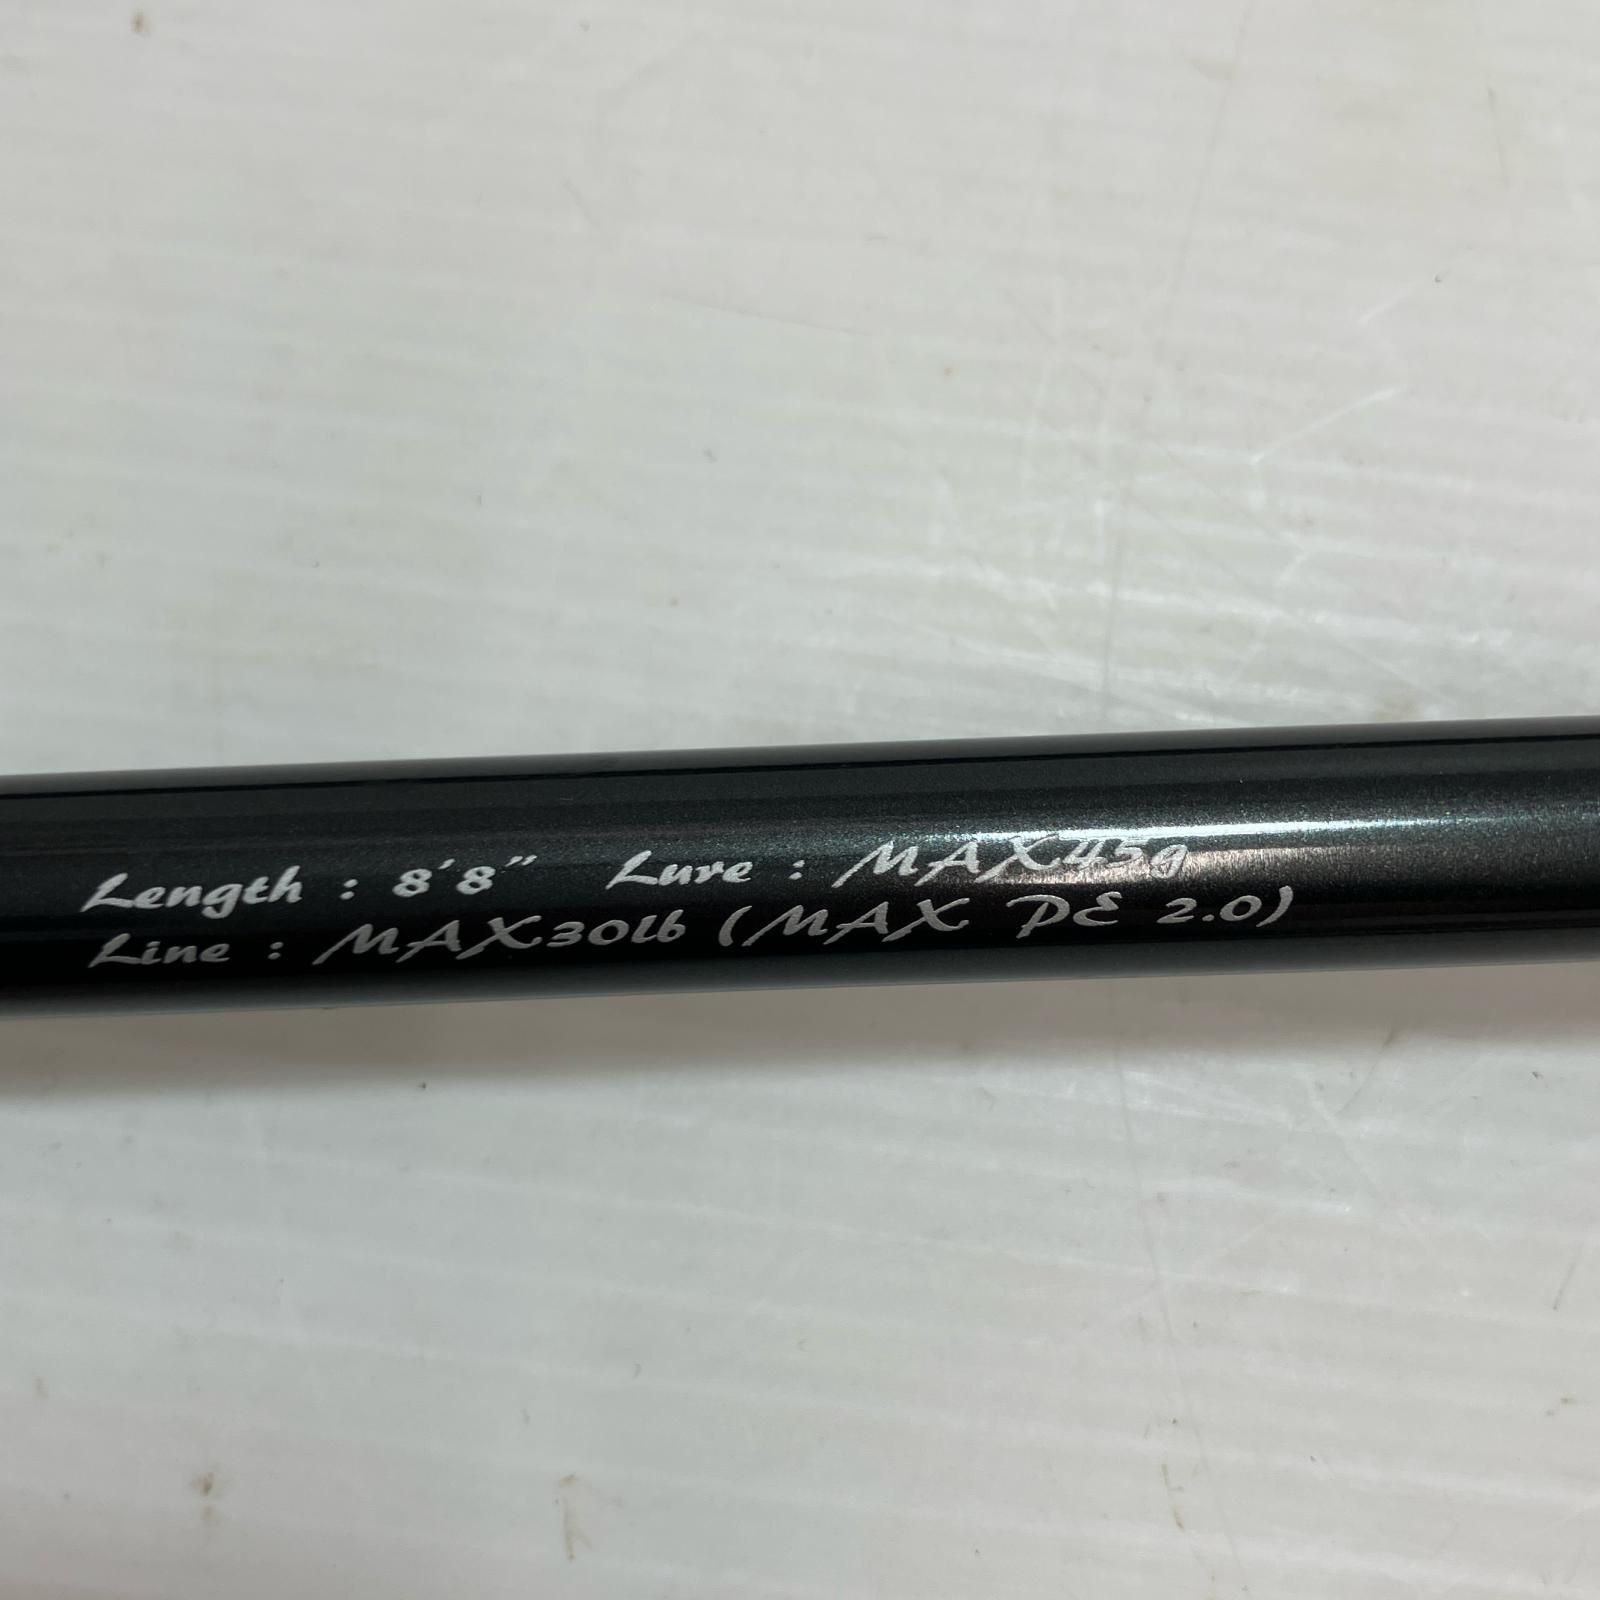 Length : 8'8" Lure : MAX45g
Line : MAX30lb (MAX PE 2.0)